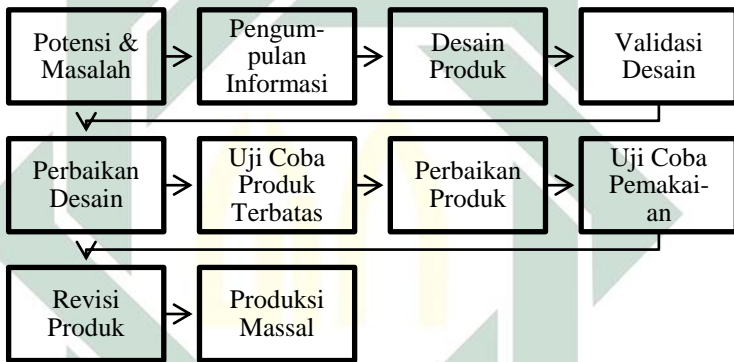 Potensi &
Masalah
Pengum-
pulan
Informasi
Desain
Produk
Validasi
Desain
Perbaikan
Desain
Uji Coba
Produk
Terbatas
Perbaikan
Produk
Uji Coba
Pemakai-
an
Revisi
Produk
Produksi
Massal